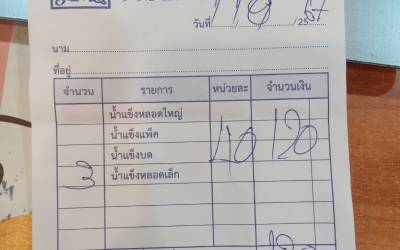 วันที่ 11 / 8 / 2567
นาม
ที่อยู่
จำนวน รายการ หน่วยละ จำนวนเงิน
น้ำแข็งหลอดใหญ่
น้ำแข็งแพ็ค 40 120
น้ำแข็งบด
3 น้ำแข็งหลอดเล็ก
120